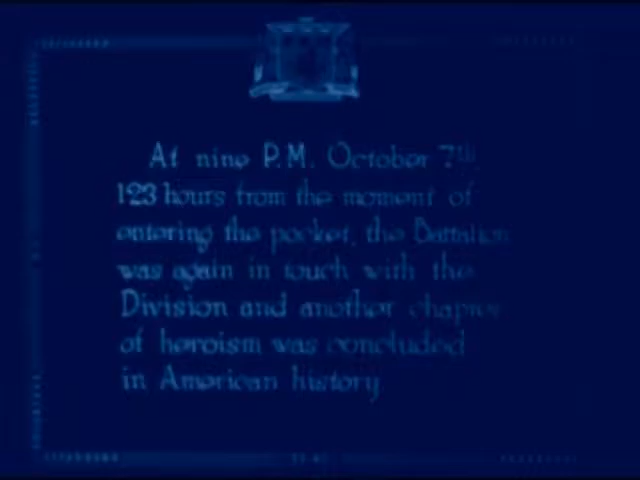 At nine P.M. October 7th,
123 hours from the moment of
entering the pocket, the Battalion
was again in touch with the
Division and another chapter
of heroism was concluded
in American history